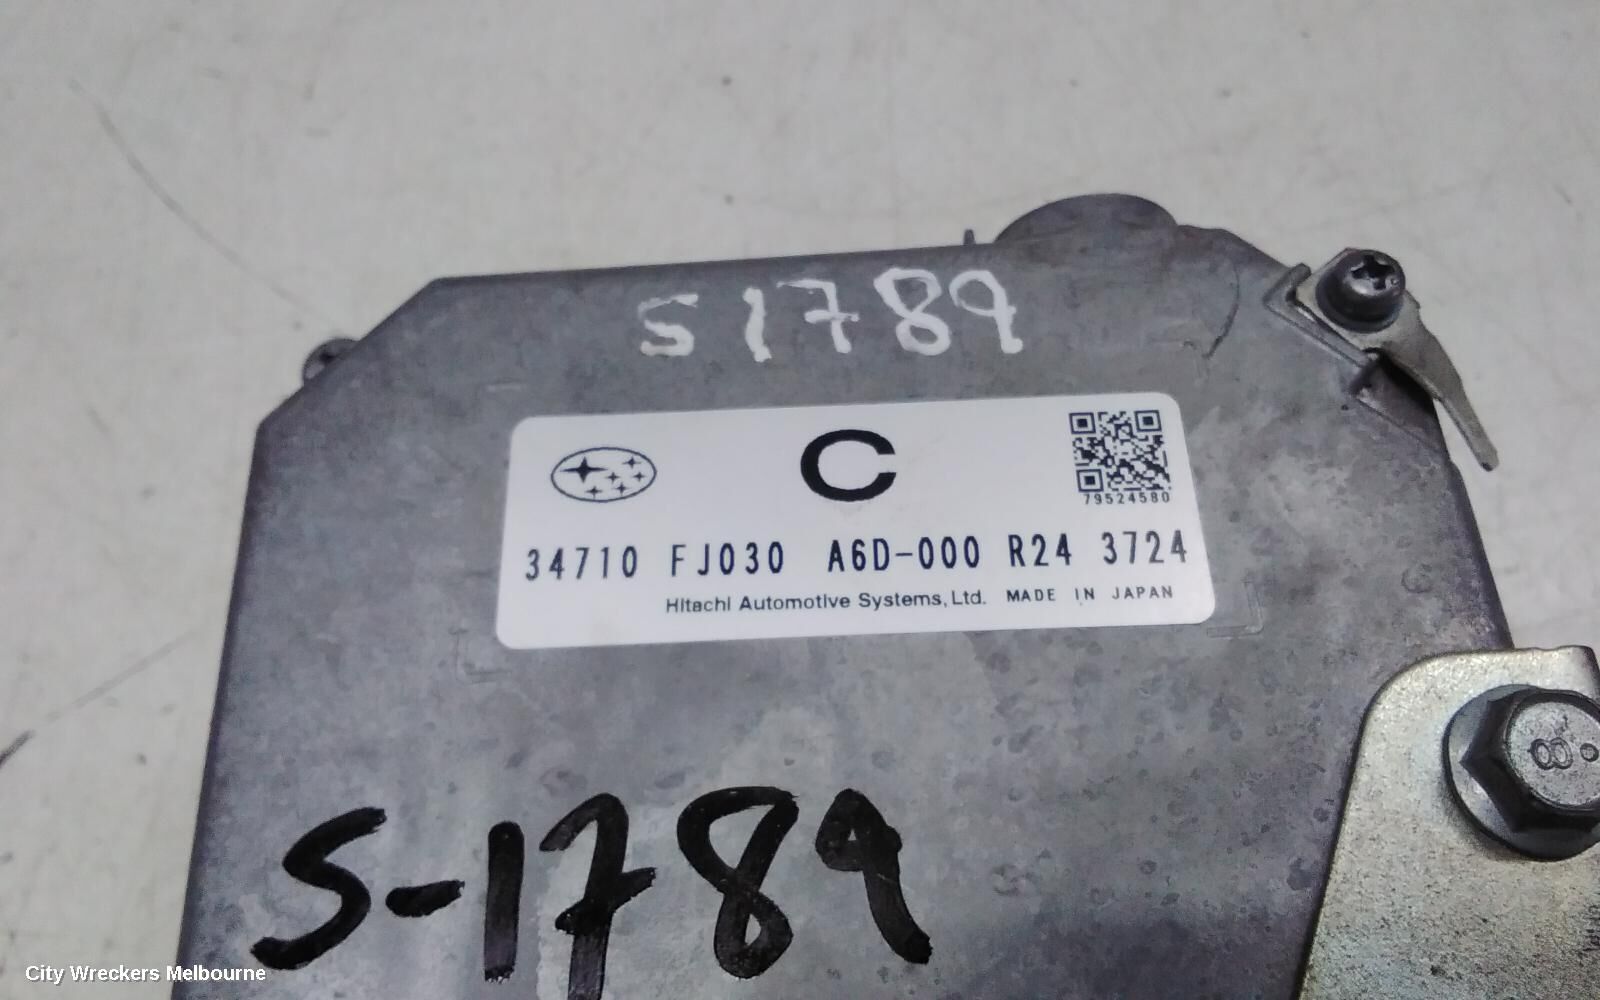 S1789
C
79524580
34710 FJ030 A6D-000 R24 3724
Hitachi Automotive Systems, Ltd. MADE IN JAPAN
8
S-1789
City Wreckers Melbourne